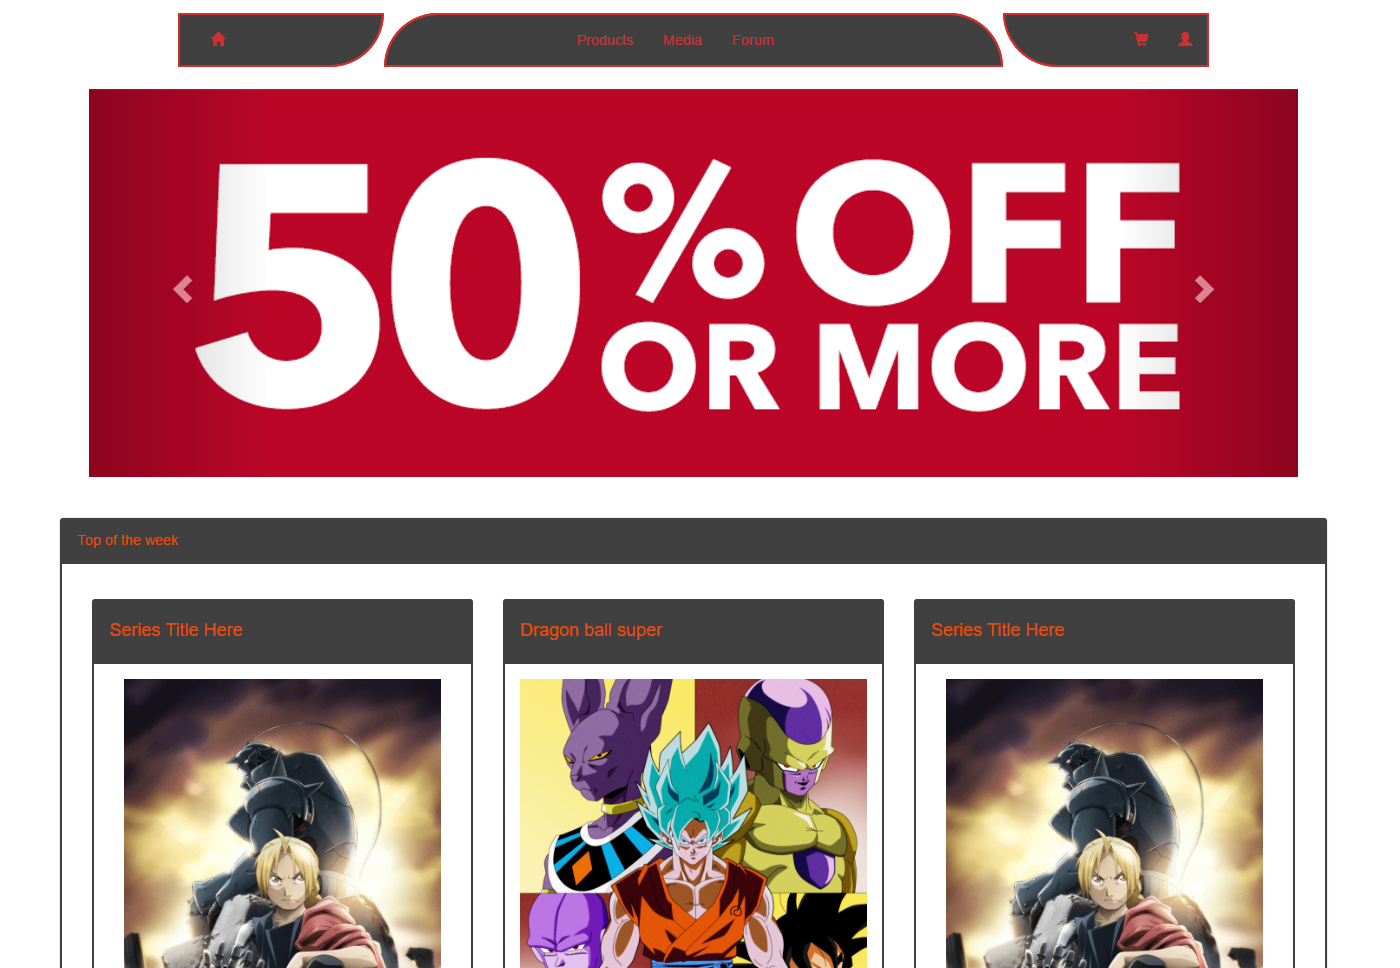 Products Media Forum
50% OFF
OR MORE
Top of the week
Series Title Here
Dragon ball super
Series Title Here